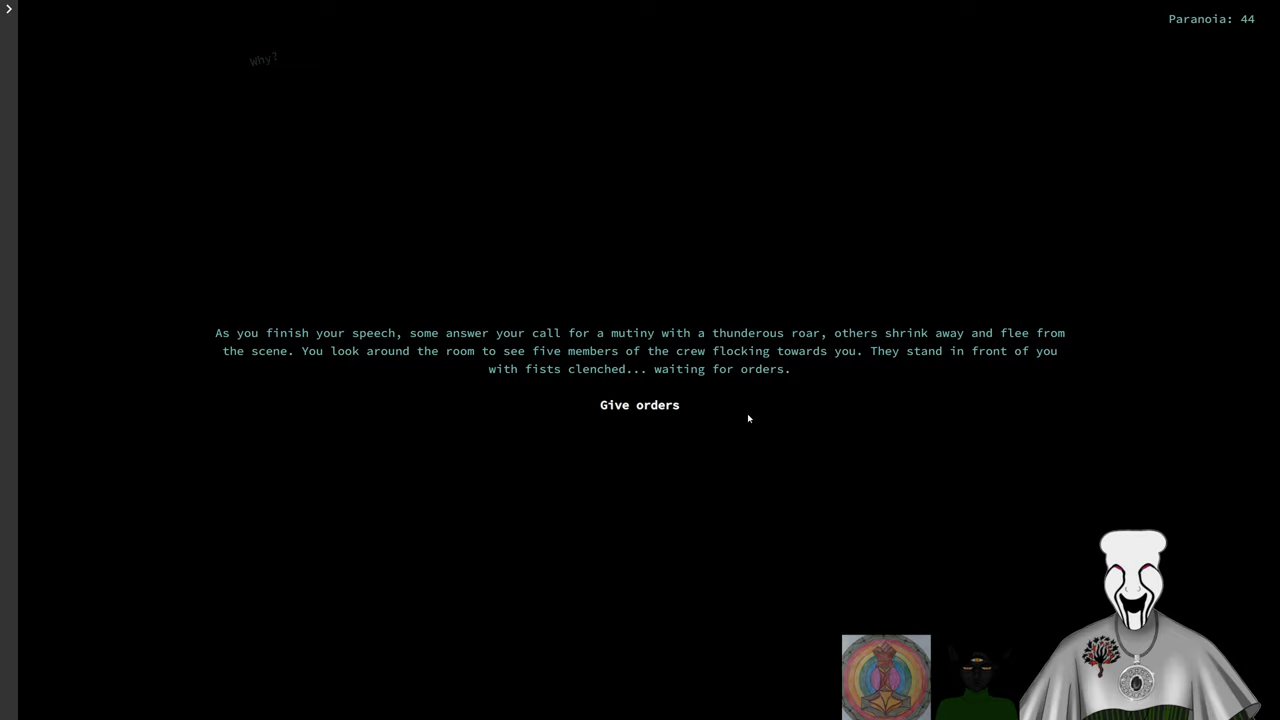 Paranoia: 44
Why?
As you finish your speech, some answer your call for a mutiny with a thunderous roar, others shrink away and flee from
the scene. You look around the room to see five members of the crew flocking towards you. They stand in front of you
with fists clenched... waiting for orders.
Give orders